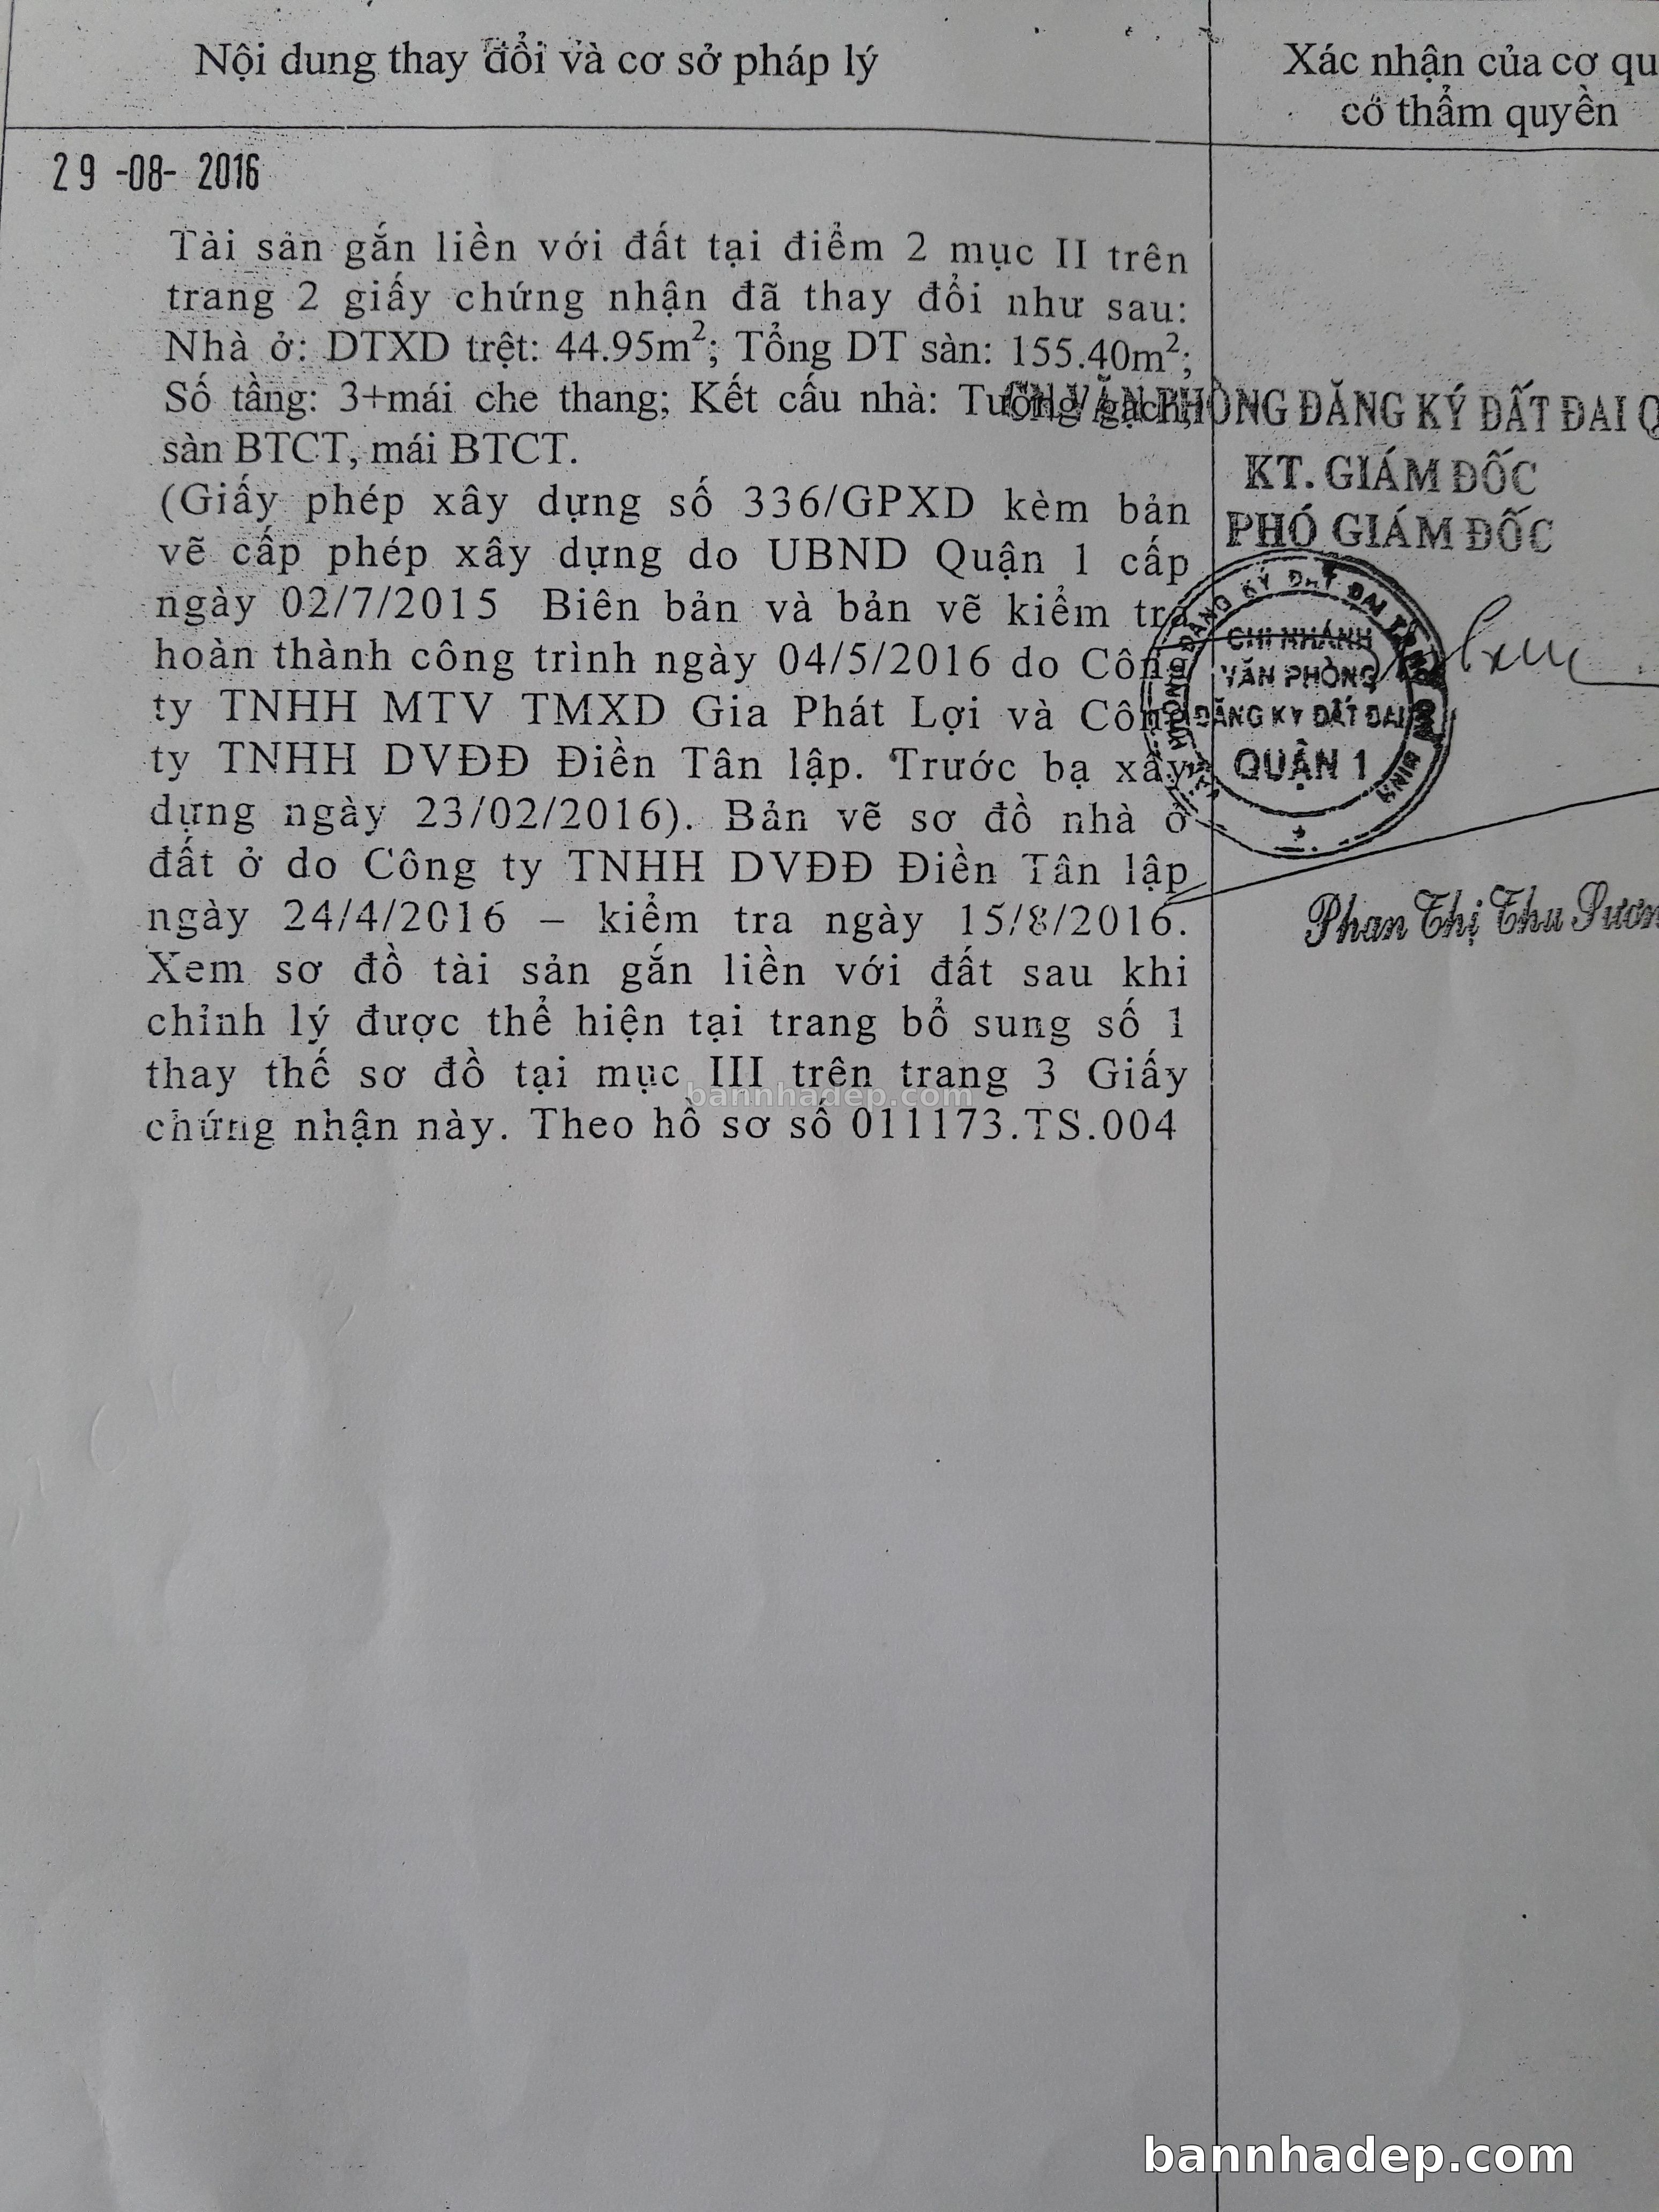 Nội dung thay đổi và cơ sở pháp lý
Xác nhận của cơ qu
có thẩm quyền
29-08-2016
Tài sản gắn liền với đất tại điểm 2 mục II trên
trang 2 giấy chứng nhận đã thay đổi như sau:
Nhà ở: DTXD trệt: 44.95m²; Tổng DT sàn: 155.40m²;
Số tầng: 3+mái che thang; Kết cấu nhà: Tường gạch,
sàn BTCT, mái BTCT.
(Giấy phép xây dựng số 336/GPXD kèm bản
vẽ cấp phép xây dựng do UBND Quận 1 cấp
ngày 02/7/2015 Biên bản và bản vẽ kiểm tra
hoàn thành công trình ngày 04/5/2016 do Công
ty TNHH MTV TMXD Gia Phát Lợi và Công
ty TNHH DVĐĐ Điền Tân lập. Trước bạ xây
dựng ngày 23/02/2016). Bản vẽ sơ đồ nhà ở
đất ở do Công ty TNHH DVĐĐ Điền Tân lập
ngày 24/4/2016 – kiểm tra ngày 15/8/2016.
Xem sơ đồ tài sản gắn liền với đất sau khi
chỉnh lý được thể hiện tại trang bổ sung số 1
thay thế sơ đồ tại mục III trên trang 3 Giấy
chứng nhận này. Theo hồ sơ số 011173.TS.004
VĂN PHÒNG ĐĂNG KÝ ĐẤT ĐAI Q
KT. GIÁM ĐỐC
PHÓ GIÁM ĐỐC
CHI NHÁNH
VĂN PHÒNG
ĐĂNG KÝ ĐẤT ĐAI
QUẬN 1
Phan Thị Thu Sươn
bannhadep.com
bannhadep.com